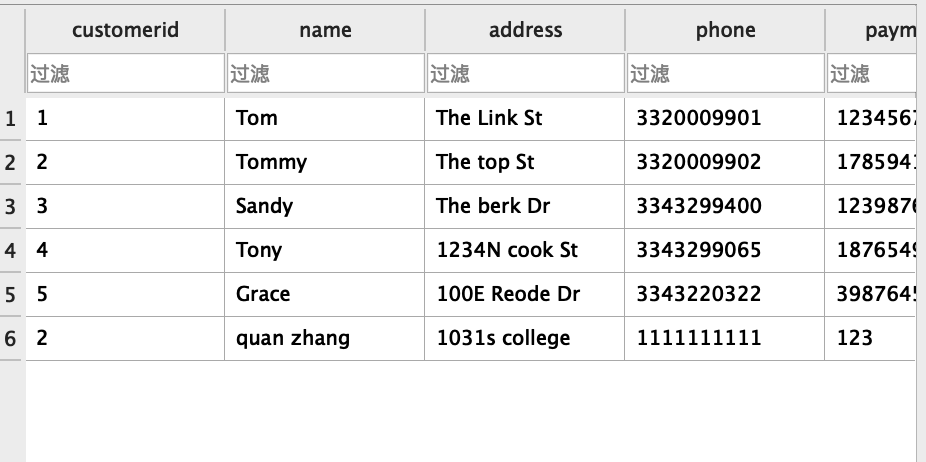 customerid name address phone paym
过滤 过滤 过滤 过滤 过滤
1 1 Tom The Link St 3320009901 1234567
2 2 Tommy The top St 3320009902 1785941
3 3 Sandy The berk Dr 3343299400 1239876
4 4 Tony 1234N cook St 3343299065 1876549
5 5 Grace 100E Reode Dr 3343220322 3987645
6 2 quan zhang 1031s college 1111111111 123